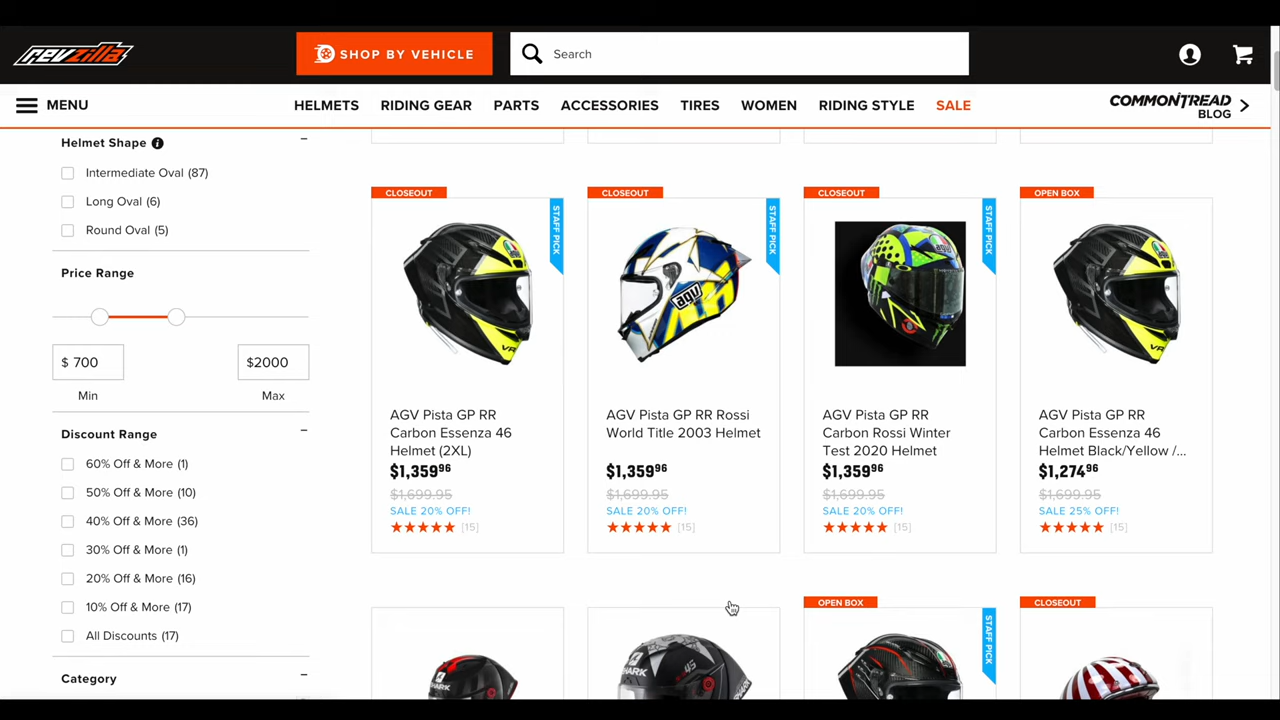 revzilla
SHOP BY VEHICLE
Search
MENU
HELMETS
RIDING GEAR
PARTS
ACCESSORIES
TIRES
WOMEN
RIDING STYLE
SALE
COMMON TREAD
BLOG
Helmet Shape
Intermediate Oval (87)
Long Oval (6)
Round Oval (5)
Price Range
$ 700
$2000
Min
Max
Discount Range
60% Off & More (1)
50% Off & More (10)
40% Off & More (36)
30% Off & More (1)
20% Off & More (16)
10% Off & More (17)
All Discounts (17)
Category
CLOSEOUT
STAFF PICK
AGV Pista GP RR
Carbon Essenza 46
Helmet (2XL)
$1,359.96
$1,699.95
SALE 20% OFF!
[15]
CLOSEOUT
STAFF PICK
agv
AGV Pista GP RR Rossi
World Title 2003 Helmet
$1,359.96
$1,699.95
SALE 20% OFF!
[15]
CLOSEOUT
STAFF PICK
AGV Pista GP RR
Carbon Rossi Winter
Test 2020 Helmet
$1,359.96
$1,699.95
SALE 20% OFF!
[15]
OPEN BOX
AGV Pista GP RR
Carbon Essenza 46
Helmet Black/Yellow /...
$1,274.96
$1,699.95
SALE 25% OFF!
[15]
SHARK
SHARK
OPEN BOX
STAFF PICK
CLOSEOUT